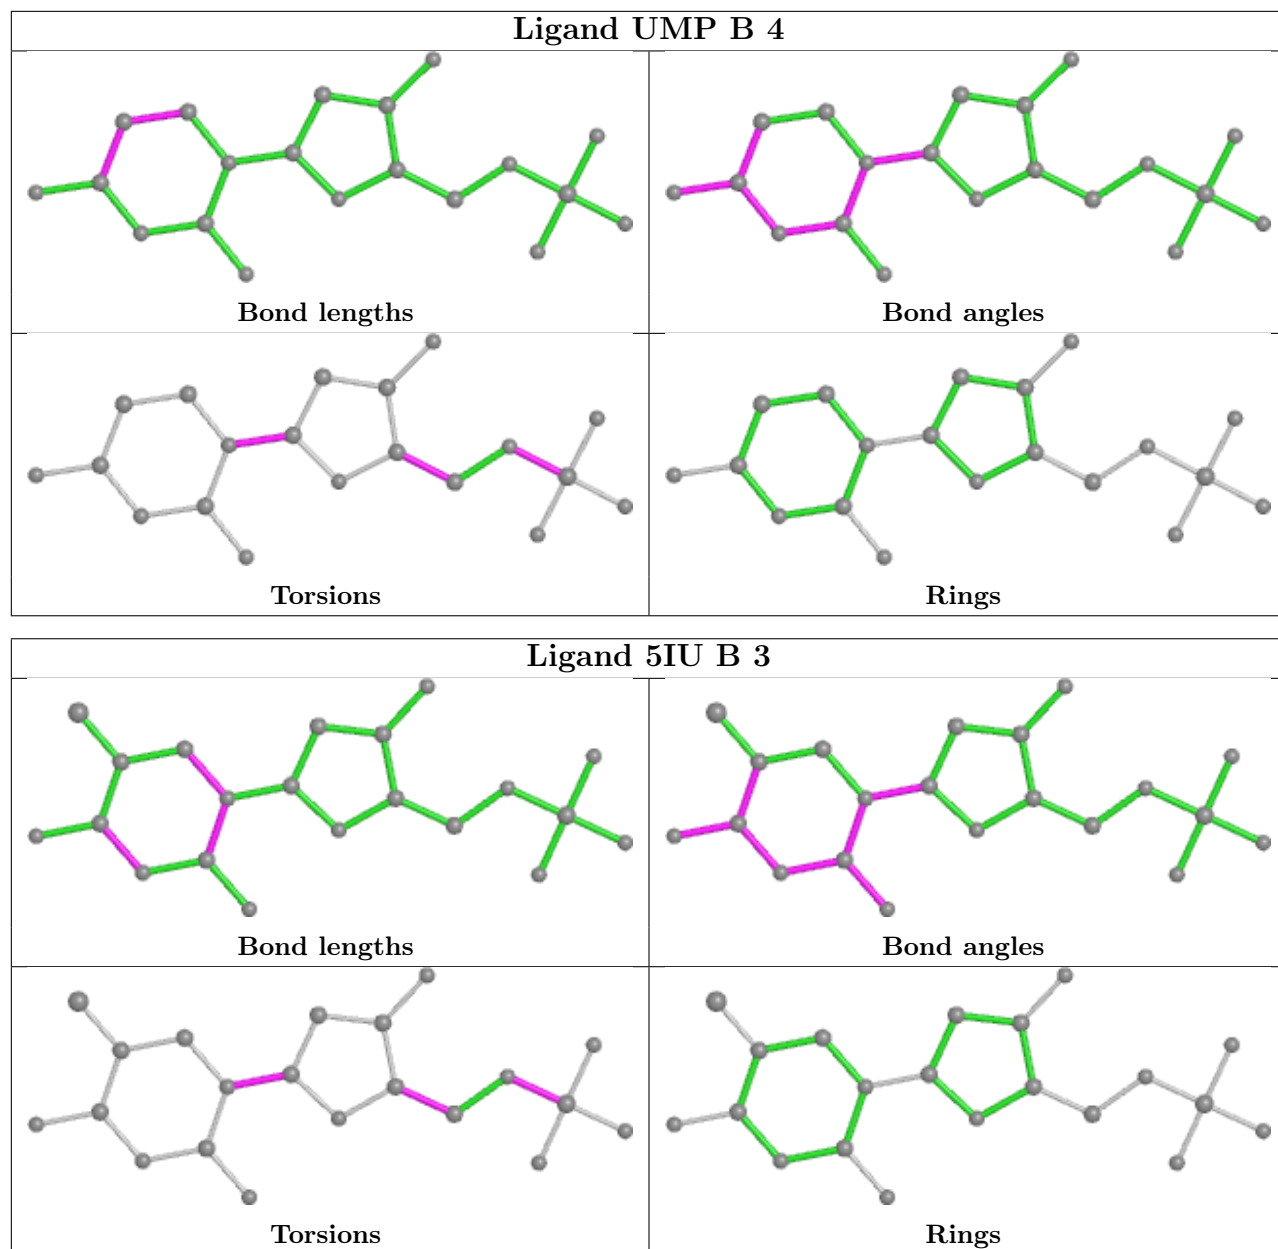 Ligand UMP B 4
Bond lengths
Bond angles
Torsions
Rings
Ligand 5IU B 3
Bond lengths
Bond angles
Torsions
Rings